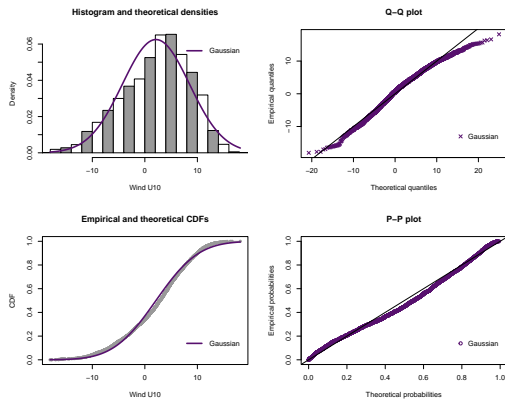 Histogram and theoretical densities
Density
0.00
0.02
0.04
0.06
Gaussian
−10
0
10
Wind U10
Q−Q plot
Empirical quantiles
−10
0
10
Gaussian
−20
−10
0
10
20
Theoretical quantiles
Empirical and theoretical CDFs
CDF
0.0
0.2
0.4
0.6
0.8
1.0
Gaussian
−10
0
10
Wind U10
P−P plot
Empirical probabilities
0.0
0.2
0.4
0.6
0.8
1.0
Gaussian
0.0
0.2
0.4
0.6
0.8
1.0
Theoretical probabilities